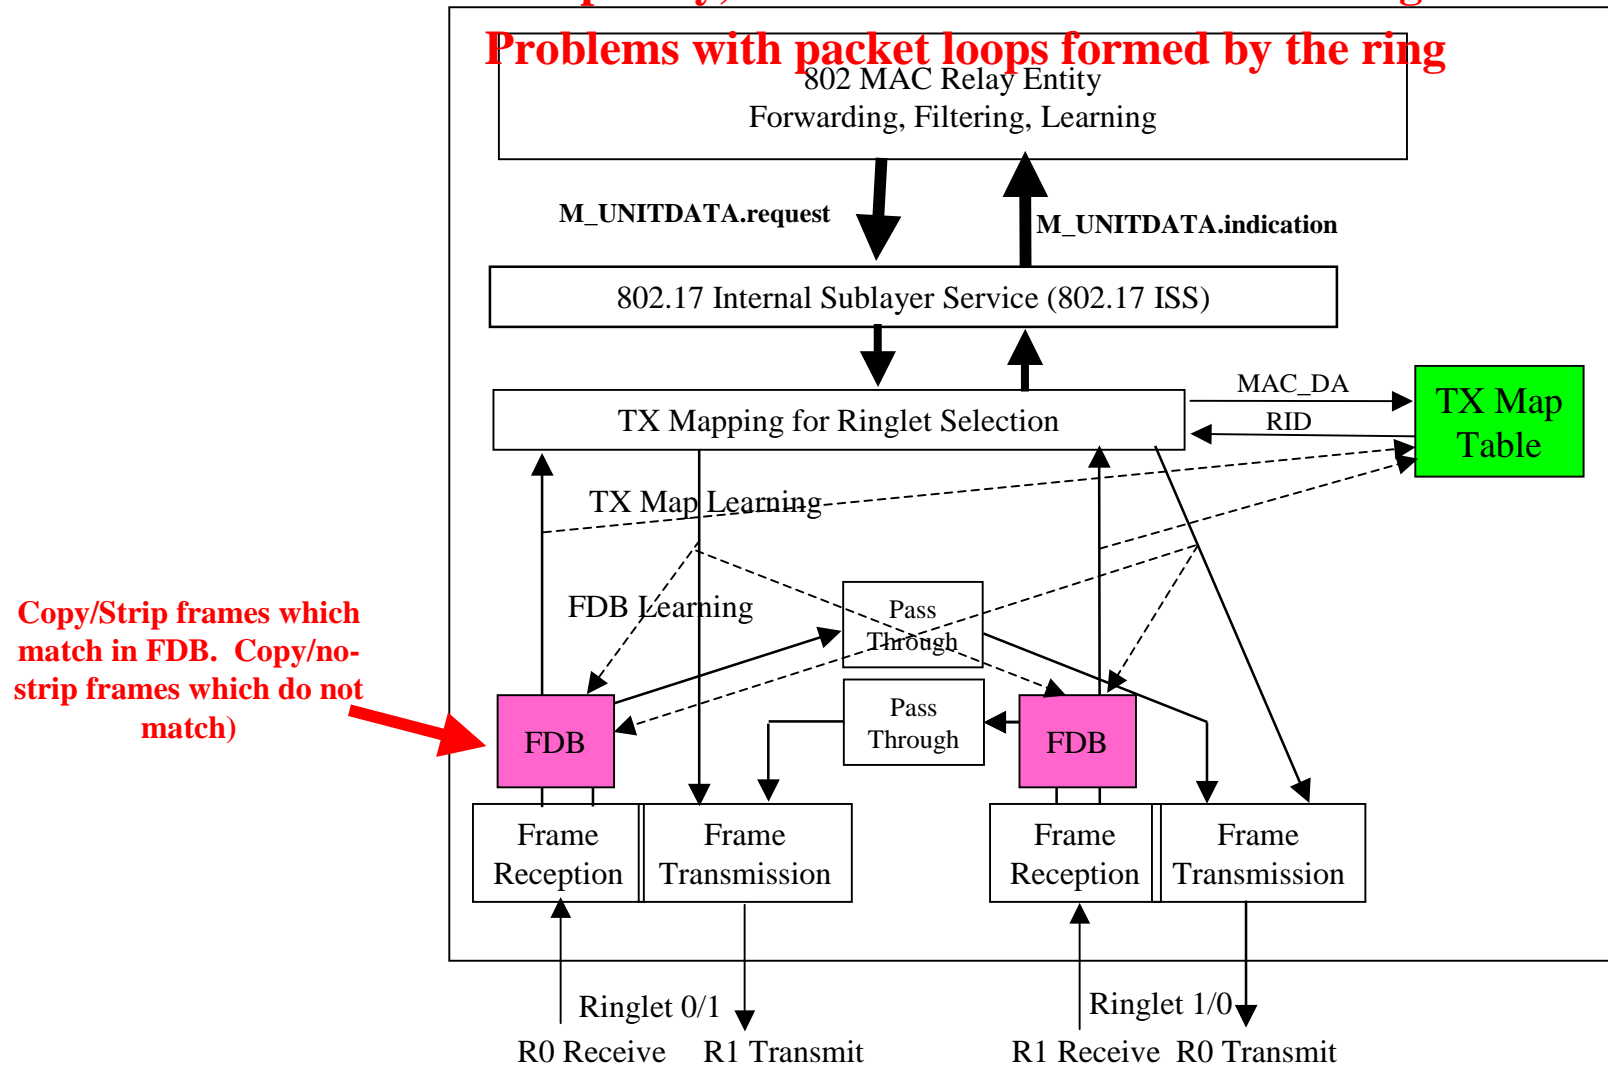 Problems with packet loops formed by the ring
802 MAC Relay Entity
Forwarding, Filtering, Learning
M_UNITDATA.request
M_UNITDATA.indication
802.17 Internal Sublayer Service (802.17 ISS)
TX Mapping for Ringlet Selection
MAC_DA
RID
TX Map
Table
TX Map Learning
FDB Learning
Pass
Through
Copy/Strip frames which
match in FDB. Copy/no-
strip frames which do not
match)
FDB
Pass
Through
FDB
Frame
Reception
Frame
Transmission
Frame
Reception
Frame
Transmission
Ringlet 0/1
Ringlet 1/0
R0 Receive
R1 Transmit
R1 Receive
R0 Transmit